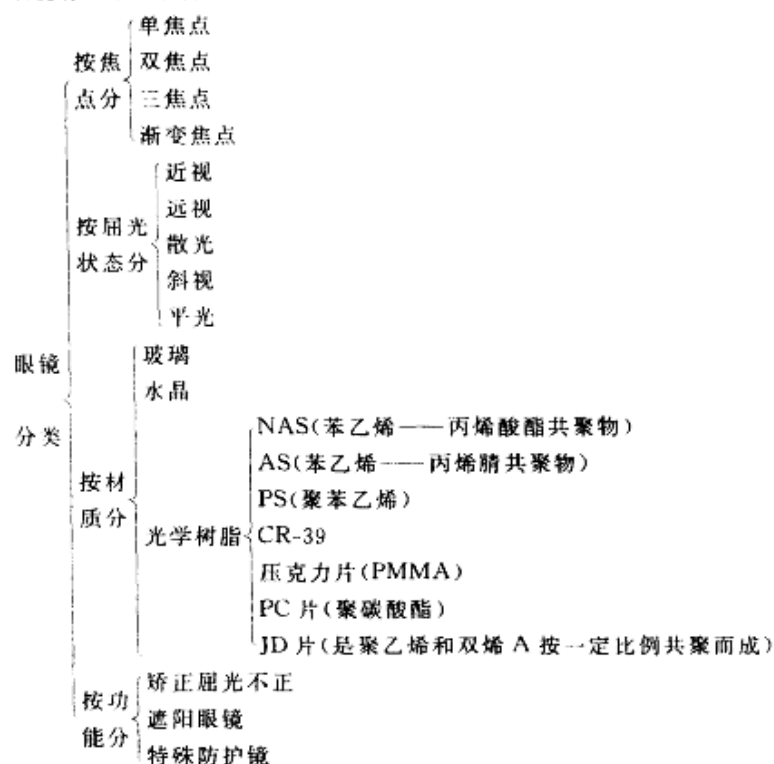 单焦点
按焦
双焦点
点分
三焦点
渐变焦点
近视
远视
按屈光
散光
状态分
斜视
平光
玻璃
眼镜
水晶
NAS(苯乙烯——丙烯酸酯共聚物)
分类
AS(苯乙烯——丙烯腈共聚物)
按材
PS(聚苯乙烯)
质分
光学树脂
CR-39
压克力片(PMMA)
PC片(聚碳酸酯)
JD片(是聚乙烯和双烯A按一定比例共聚而成)
矫正屈光不正
按功
遮阳眼镜
能分
特殊防护镜